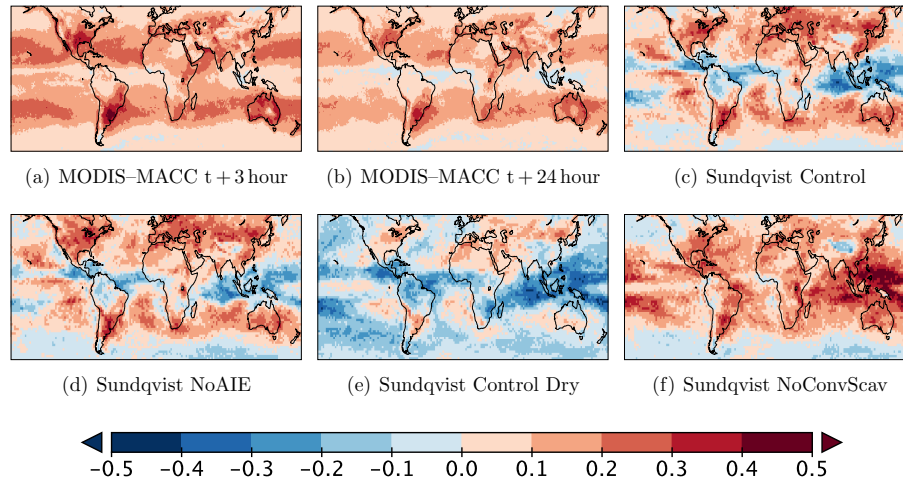 (a) MODIS–MACC t + 3 hour
(b) MODIS–MACC t + 24 hour
(c) Sundqvist Control
(d) Sundqvist NoAIE
(e) Sundqvist Control Dry
(f) Sundqvist NoConvScav
−0.5 −0.4 −0.3 −0.2 −0.1 0.0 0.1 0.2 0.3 0.4 0.5